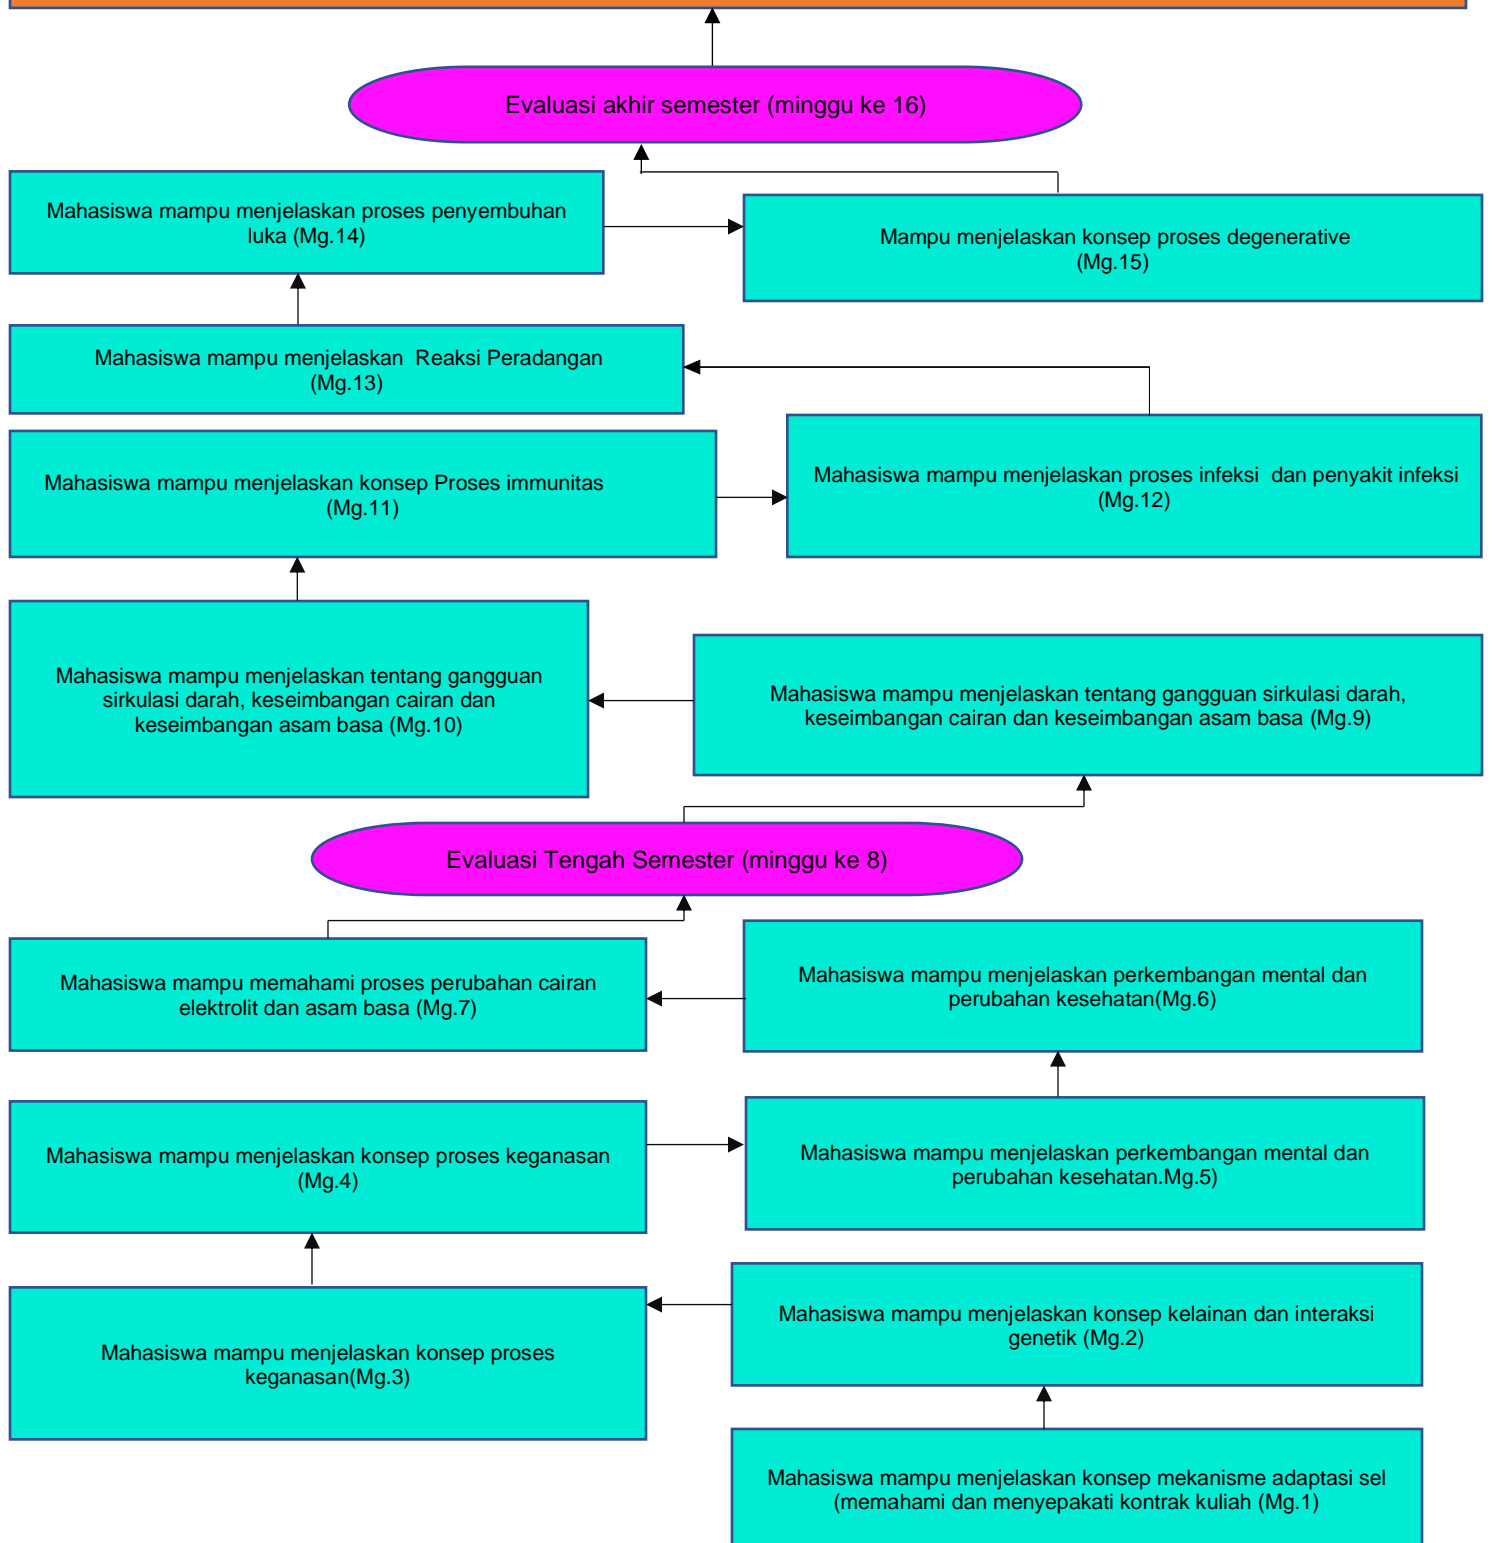 Evaluasi akhir semester (minggu ke 16)
Mahasiswa mampu menjelaskan proses penyembuhan
luka (Mg.14)
Mampu menjelaskan konsep proses degenerative
(Mg.15)
Mahasiswa mampu menjelaskan  Reaksi Peradangan
(Mg.13)
Mahasiswa mampu menjelaskan konsep Proses immunitas
(Mg.11)
Mahasiswa mampu menjelaskan proses infeksi  dan penyakit infeksi
(Mg.12)
Mahasiswa mampu menjelaskan tentang gangguan
sirkulasi darah, keseimbangan cairan dan
keseimbangan asam basa (Mg.10)
Mahasiswa mampu menjelaskan tentang gangguan sirkulasi darah,
keseimbangan cairan dan keseimbangan asam basa (Mg.9)
Evaluasi Tengah Semester (minggu ke 8)
Mahasiswa mampu memahami proses perubahan cairan
elektrolit dan asam basa (Mg.7)
Mahasiswa mampu menjelaskan perkembangan mental dan
perubahan kesehatan(Mg.6)
Mahasiswa mampu menjelaskan konsep proses keganasan
(Mg.4)
Mahasiswa mampu menjelaskan perkembangan mental dan
perubahan kesehatan.Mg.5)
Mahasiswa mampu menjelaskan konsep proses
keganasan(Mg.3)
Mahasiswa mampu menjelaskan konsep kelainan dan interaksi
genetik (Mg.2)
Mahasiswa mampu menjelaskan konsep mekanisme adaptasi sel
(memahami dan menyepakati kontrak kuliah (Mg.1)